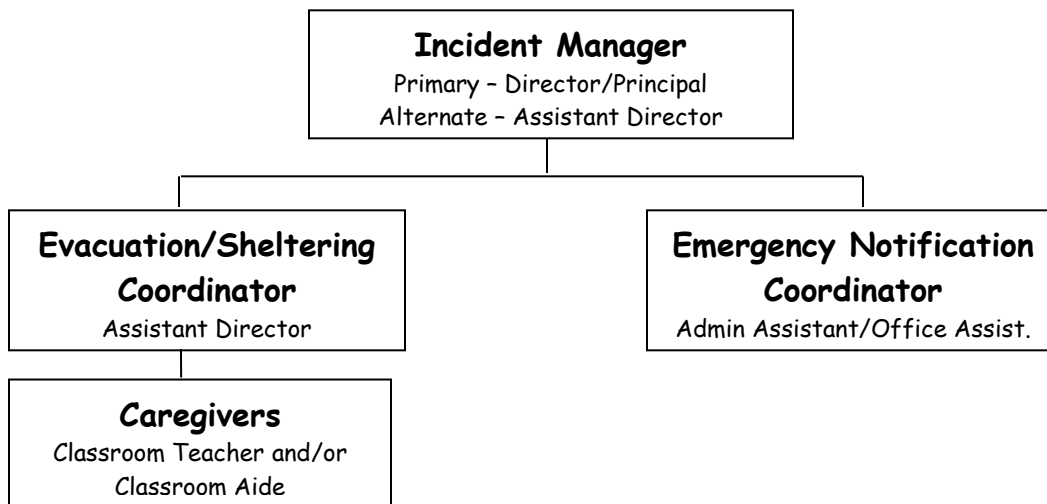 Incident Manager
Primary – Director/Principal
Alternate – Assistant Director
Evacuation/Sheltering
Coordinator
Assistant Director
Emergency Notification
Coordinator
Admin Assistant/Office Assist.
Caregivers
Classroom Teacher and/or
Classroom Aide